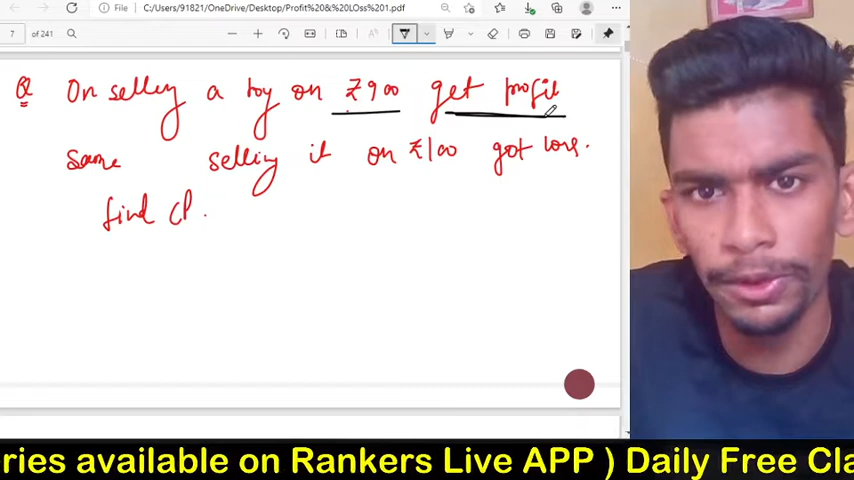 File
C:/Users/91821/OneDrive/Desktop/Profit%20&%20LOss%201.pdf
7 of 241
Q On selling a toy on ₹900 get profit
same selling it on ₹100 got loss.
find CP.
ries available on Rankers Live APP ) Daily Free Cla